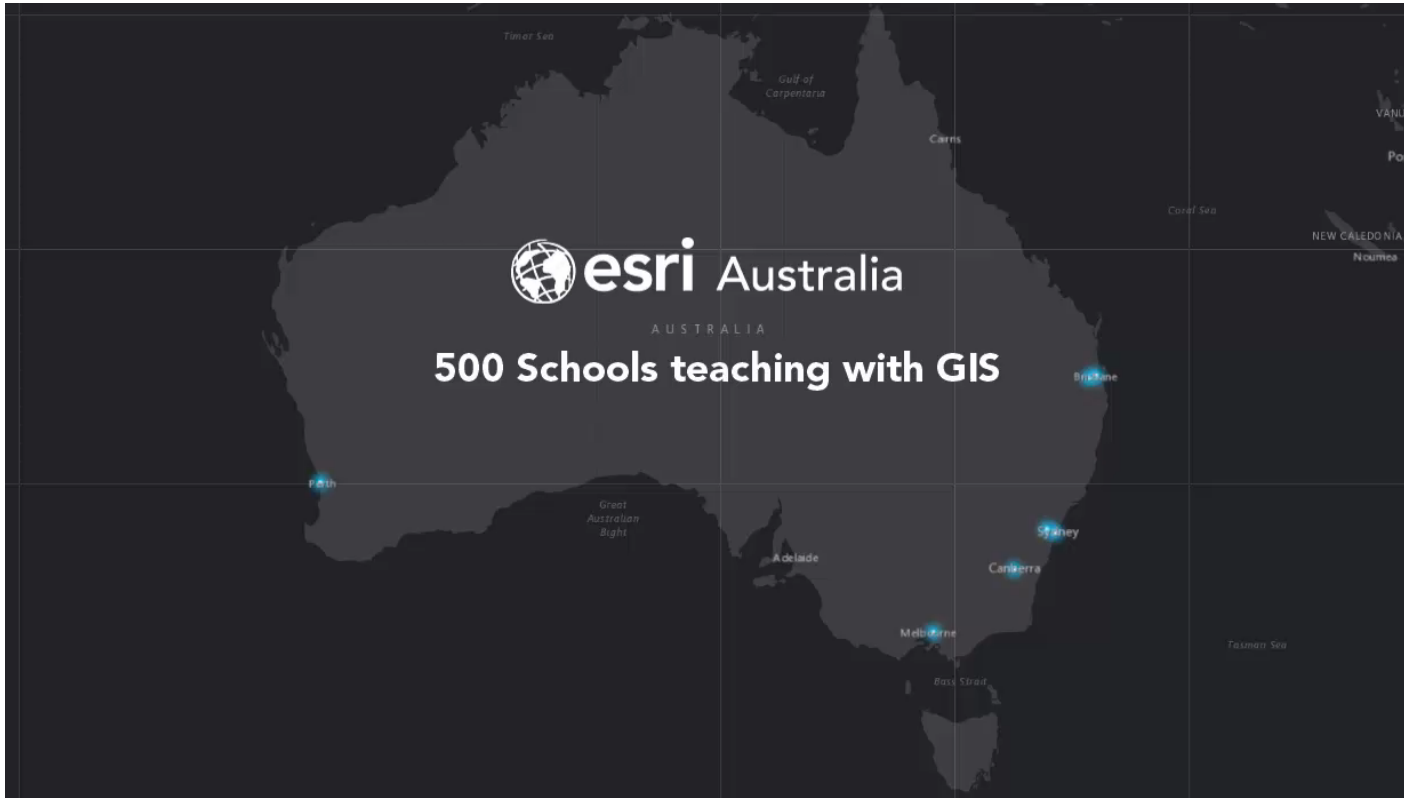 Timor Sea
Gulf of
Carpentaria
VANU
Cairns
Po
Coral Sea
NEW CALEDONIA
Noumea
esri Australia
AUSTRALIA
500 Schools teaching with GIS
Brisbane
Perth
Great
Australian
Bight
Sydney
Adelaide
Canberra
Melbourne
Tasman Sea
Bass Strait